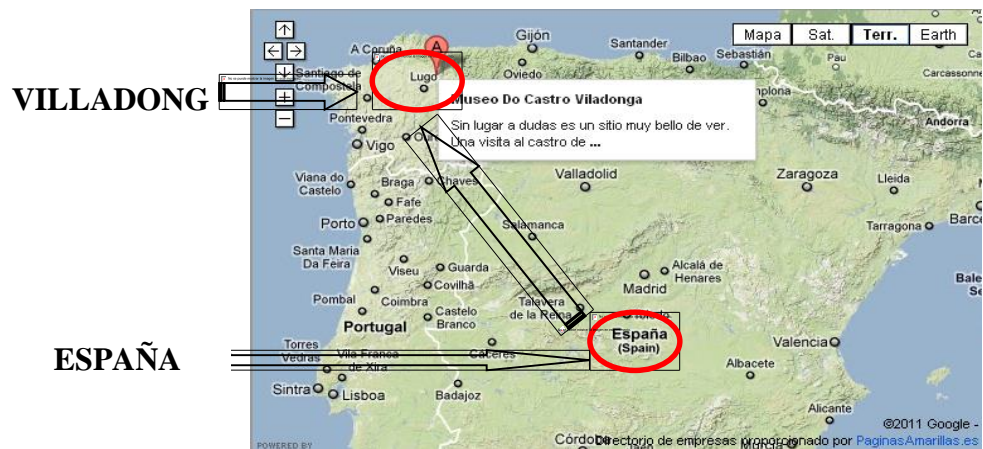 Gijón
A Coruña
A
Santander
Bilbao
Sebastián
Mapa
Sat.
Terr.
Earth
Pau
Carcassonne
Santiago de
Compostela
Lugo
Oviedo
VILLADONG
Museo Do Castro Viladonga
Sin lugar a dudas es un sitio muy bello de ver.
Una visita al castro de ...
Pontevedra
Vigo
Andorra
Viana do
Castelo
Braga
Chaves
Valladolid
Zaragoza
Lleida
Fafe
Porto
Paredes
Salamanca
Tarragona
Barce
Santa Maria
Da Feira
Viseu
Guarda
Covilhã
Alcalá de
Henares
Madrid
Bale
Se
Pombal
Coimbra
Castelo
Branco
Talavera
de la Reina
Toledo
Portugal
España
(Spain)
Valencia
ESPAÑA
Torres
Vedras
Vila Franca
de Xira
Cáceres
Albacete
Sintra
Lisboa
Badajoz
Alicante
©2011 Google -
POWERED BY
Directorio de empresas proporcionado por PaginasAmarillas.es